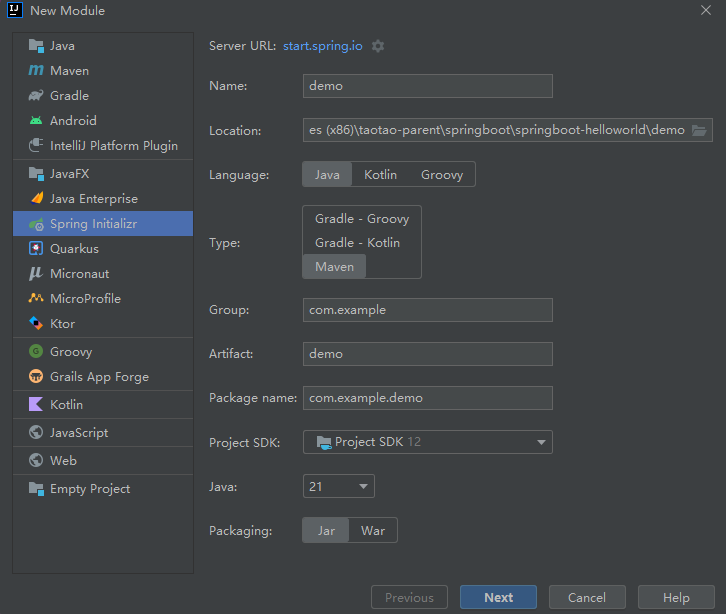 New Module
Java
Maven
Gradle
Android
IntelliJ Platform Plugin
JavaFX
Java Enterprise
Spring Initializr
Quarkus
Micronaut
MicroProfile
Ktor
Groovy
Grails App Forge
Kotlin
JavaScript
Web
Empty Project
Server URL: start.spring.io
Name: demo
Location: es (x86)\taotao-parent\springboot\springboot-helloworld\demo
Language: Java Kotlin Groovy
Type: Gradle - Groovy
Gradle - Kotlin
Maven
Group: com.example
Artifact: demo
Package name: com.example.demo
Project SDK: Project SDK 12
Java: 21
Packaging: Jar War
Previous Next Cancel Help